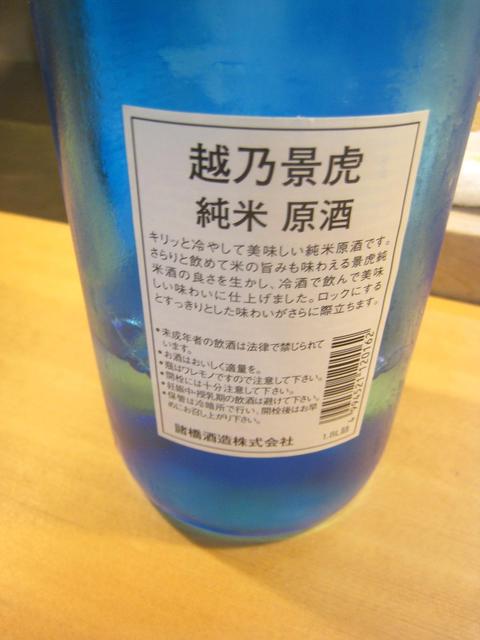 越乃景虎
純米 原酒
キリッと冷やして美味しい純米原酒です。
さらりと飲めて米の旨みも味わえる景虎純
米酒の良さを生かし、冷酒で飲んで美味
しい味わいに仕上げました。ロックにする
とすっきりとした味わいがさらに際立ちます。
•未成年者の飲酒は法律で禁じられて
います。
•お酒はおいしく適量を。
•瓶はワレモノですので注意して下さい。
•開栓には十分注意して下さい。
•妊娠中・授乳期の飲酒は避けて下さい。
•保管は冷暗所で行い、開栓後はお早
めにお召し上がり下さい。
諸橋酒造株式会社
4 994521 120162
1.8L詰